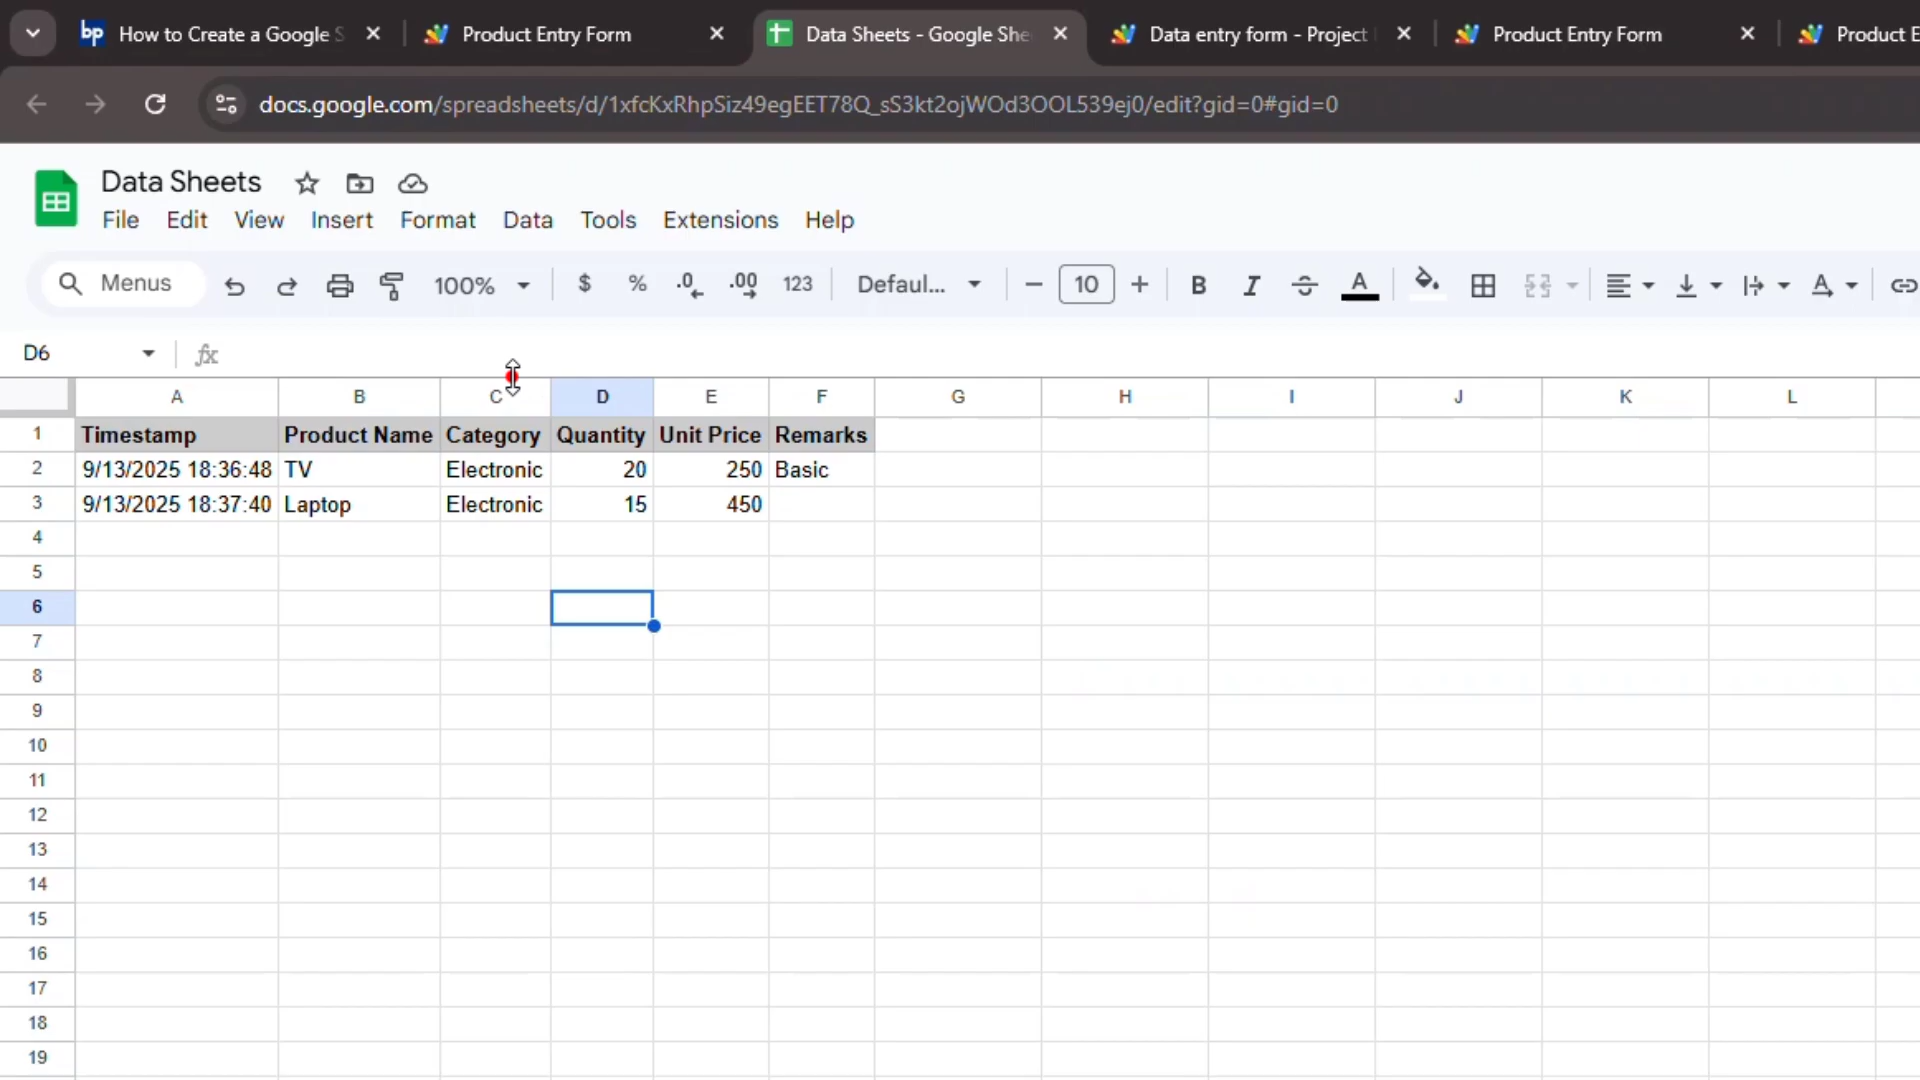 bp How to Create a Google S Product Entry Form Data Sheets - Google She Data entry form - Project Product Entry Form Product E
docs.google.com/spreadsheets/d/1xfcKxRhpSiz49egEET78Q_sS3kt2ojWOd3OOL539ej0/edit?gid=0#gid=0
Data Sheets
File Edit View Insert Format Data Tools Extensions Help
Menus 100% $ % .0 .00 123 Defaul... 10 B I A A
D6 fx
A B C D E F G H I J K L
1 Timestamp Product Name Category Quantity Unit Price Remarks
2 9/13/2025 18:36:48 TV Electronic 20 250 Basic
3 9/13/2025 18:37:40 Laptop Electronic 15 450
4
5
6
7
8
9
10
11
12
13
14
15
16
17
18
19